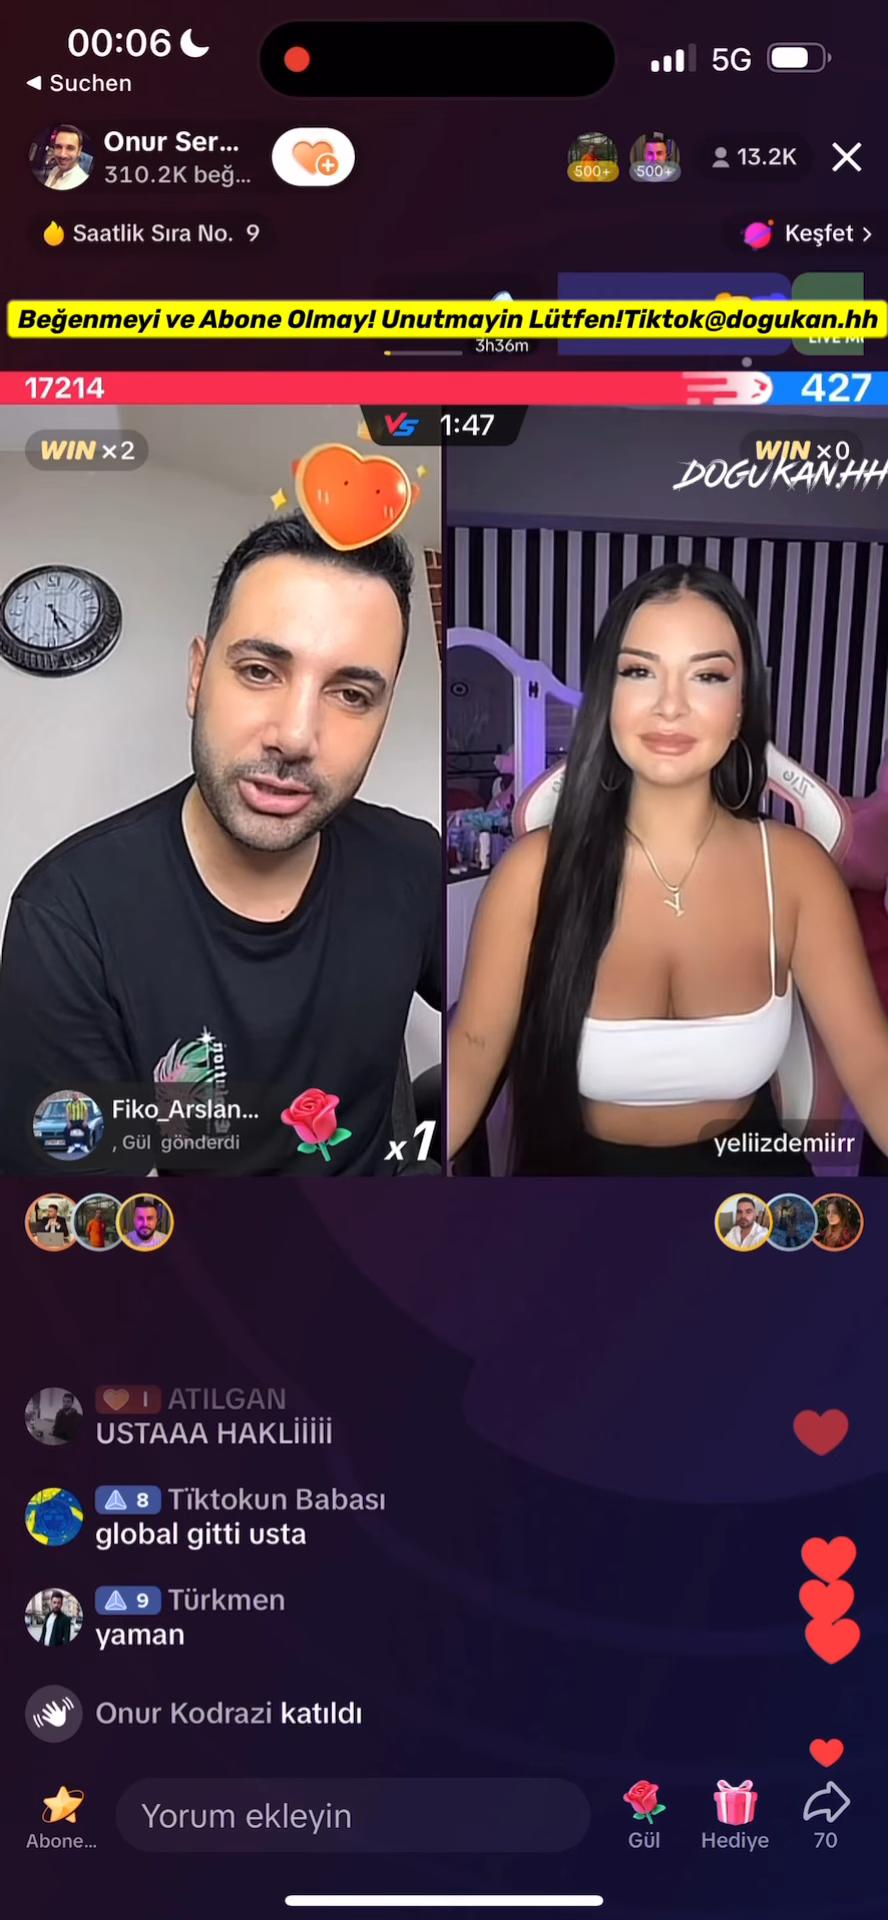 00:06
5G
Suchen
Onur Ser...
310.2K beğ...
500+
500+
13.2K
Saatlik Sıra No. 9
Keşfet
Beğenmeyi ve Abone Olmay! Unutmayin Lütfen!Tiktok@dogukan.hh
3h36m
17214
427
VS 1:47
WIN x2
WIN x0
DOGUKAN.HH
Fiko_Arslan...
, Gül gönderdi
x1
yeliizdemiirr
I ATILGAN
USTAAA HAKLİİİİİ
8 Tïktokun Babası
global gitti usta
9 Türkmen
yaman
Onur Kodrazi katıldı
Abone...
Yorum ekleyin
Gül
Hediye
70